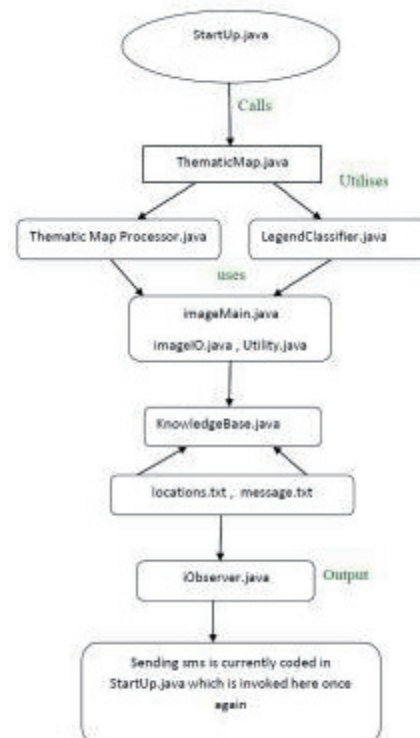 StartUp.java
Calls
ThematicMap.java
Utilises
Thematic Map Processor.java
LegendClassifier.java
uses
imageMain.java
imageIO.java , Utility.java
KnowledgeBase.java
locations.txt , message.txt
iObserver.java
Output
Sending sms is currently coded in
StartUp.java which is invoked here once
again